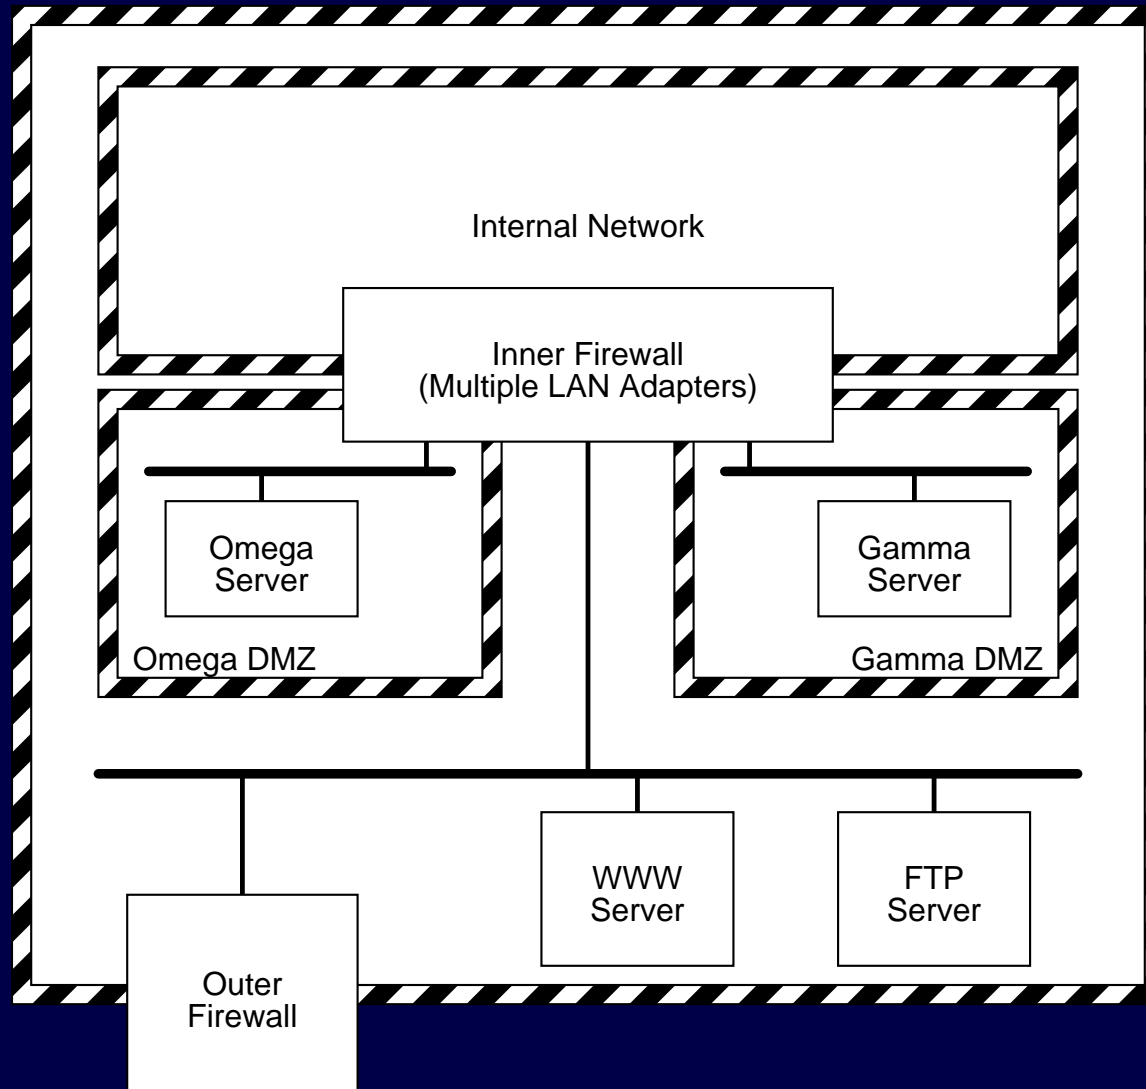 Internal Network
Inner Firewall
(Multiple LAN Adapters)
Omega
Server
Gamma
Server
Omega DMZ
Gamma DMZ
WWW
Server
FTP
Server
Outer
Firewall